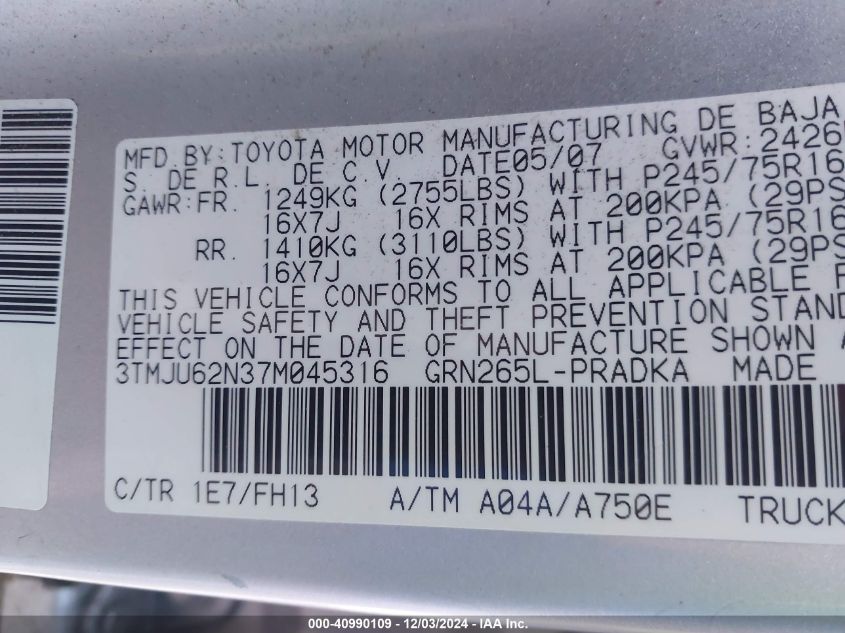 MFD. BY: TOYOTA MOTOR MANUFACTURING DE BAJA
S. DE R.L. DE C.V. DATE05/07 GVWR:2426
GAWR:FR. 1249KG (2755LBS) WITH P245/75R16
16X7J 16X RIMS AT 200KPA (29PS
RR. 1410KG (3110LBS) WITH P245/75R16
16X7J 16X RIMS AT 200KPA (29PS
THIS VEHICLE CONFORMS TO ALL APPLICABLE F
VEHICLE SAFETY AND THEFT PREVENTION STAND
EFFECT ON THE DATE OF MANUFACTURE SHOWN A
3TMJU62N37M045316 GRN265L-PRADKA MADE
C/TR 1E7/FH13 A/TM A04A/A750E TRUCK
000-40990109 - 12/03/2024 - IAA Inc.